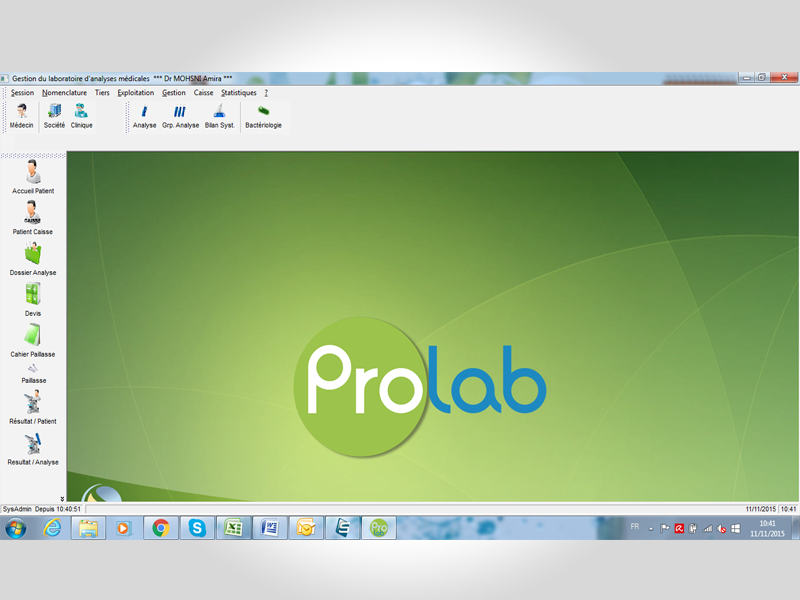 Gestion du laboratoire d'analyses médicales *** Dr MOHSNI Amira ***
Session Nomenclature Tiers Exploitation Gestion Caisse Statistiques ?
Médecin Société Clinique Analyse Grp. Analyse Bilan Syst. Bactériologie
Accueil Patient
Patient Caisse
Dossier Analyse
Devis
Cahier Paillasse
Paillasse
Résultat / Patient
Resultat / Analyse
Prolab
SysAdmin Depuis 10:40:51
11/11/2015 10:41
Pro
FR
10:41
11/11/2015